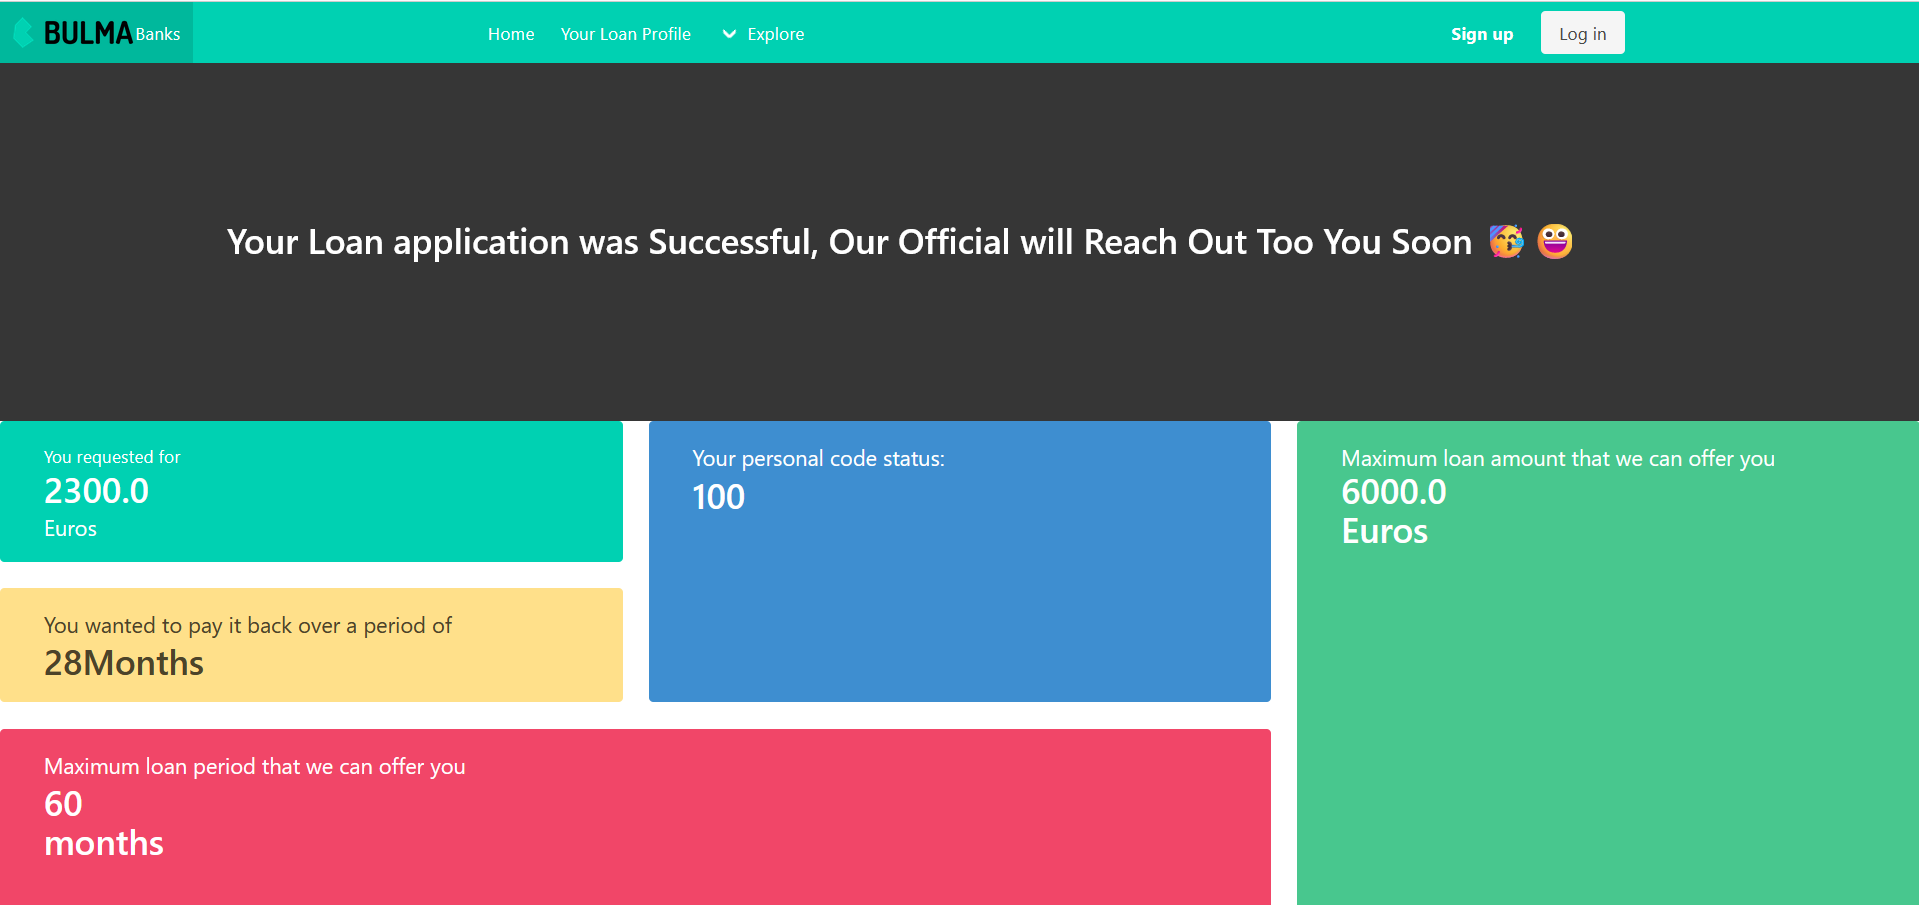 BULMA Banks Home Your Loan Profile Explore Sign up Log in
Your Loan application was Successful, Our Official will Reach Out Too You Soon 🥳 😀
You requested for
2300.0
Euros
You wanted to pay it back over a period of
28Months
Your personal code status:
100
Maximum loan amount that we can offer you
6000.0
Euros
Maximum loan period that we can offer you
60
months